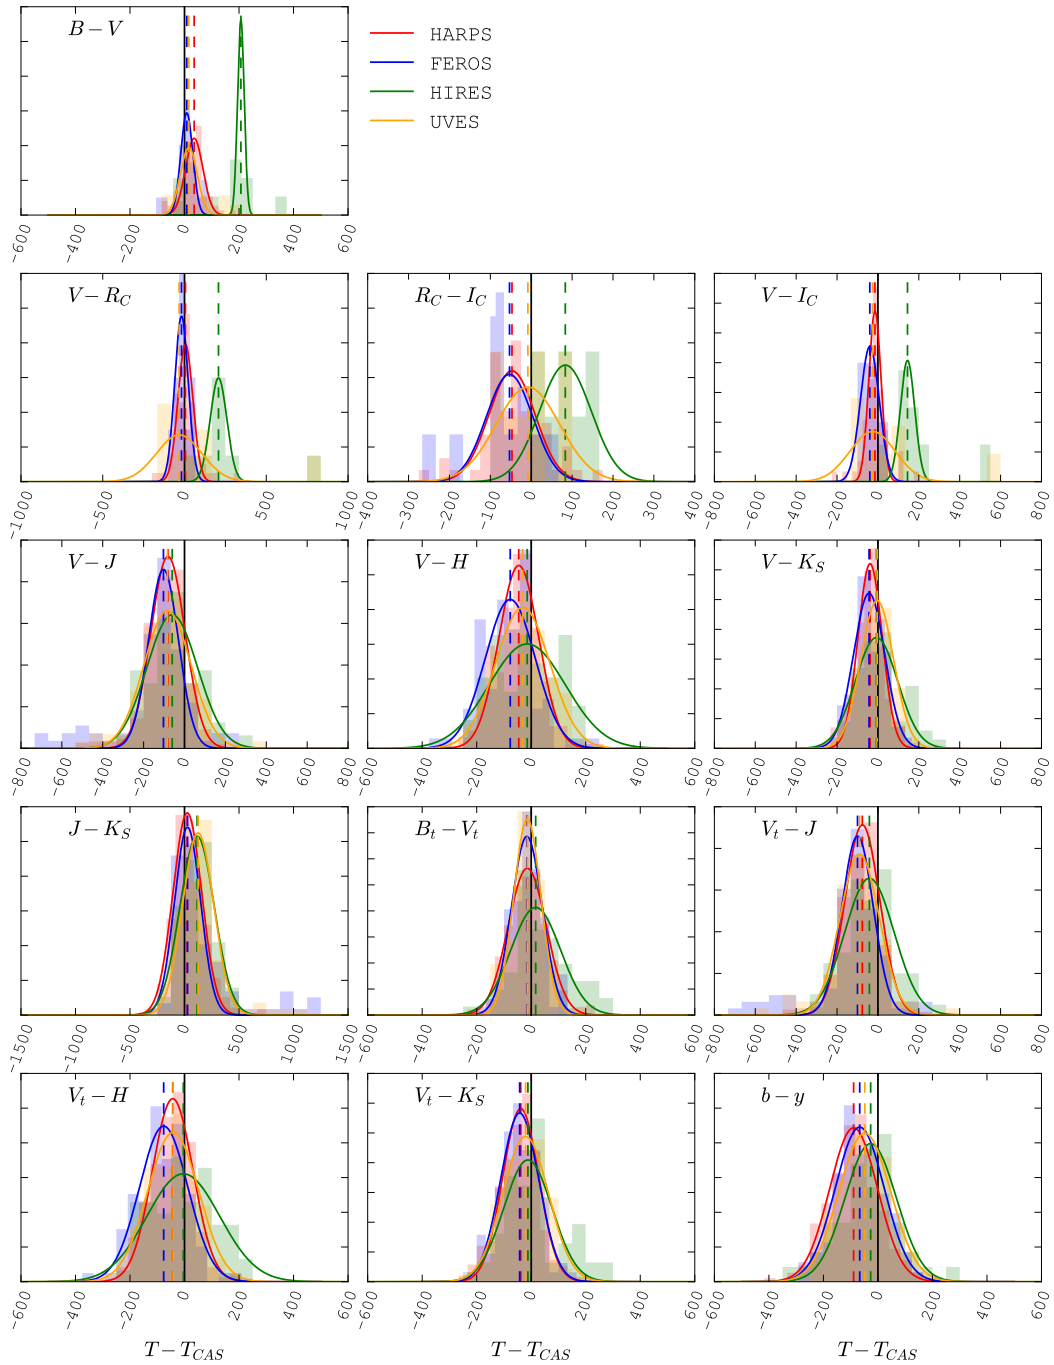 B − V
HARPS
FEROS
HIRES
UVES
−600 −400 −200 0 200 400 600
V − R_C
R_C − I_C
V − I_C
−1000 −500 0 500 1000
−400 −300 −200 −100 0 100 200 300 400
−800 −600 −400 −200 0 200 400 600 800
V − J
V − H
V − K_S
−800 −600 −400 −200 0 200 400 600 800
−600 −400 −200 0 200 400 600
−800 −600 −400 −200 0 200 400 600 800
J − K_S
B_t − V_t
V_t − J
−1500 −1000 −500 0 500 1000 1500
−600 −400 −200 0 200 400 600
−800 −600 −400 −200 0 200 400 600 800
V_t − H
V_t − K_S
b − y
−600 −400 −200 0 200 400 600
−600 −400 −200 0 200 400 600
−600 −400 −200 0 200 400 600
T − T_CAS
T − T_CAS
T − T_CAS